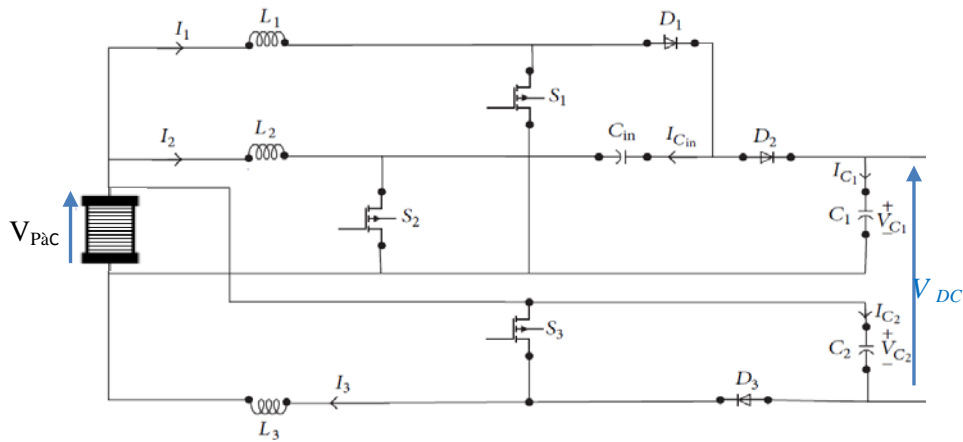 L1
D1
I1
S1
L2
I2
Cin
ICin
D2
IC1
S2
C1
+
VC1
−
VPàC
V DC
S3
IC2
C2
+
VC2
−
I3
D3
L3